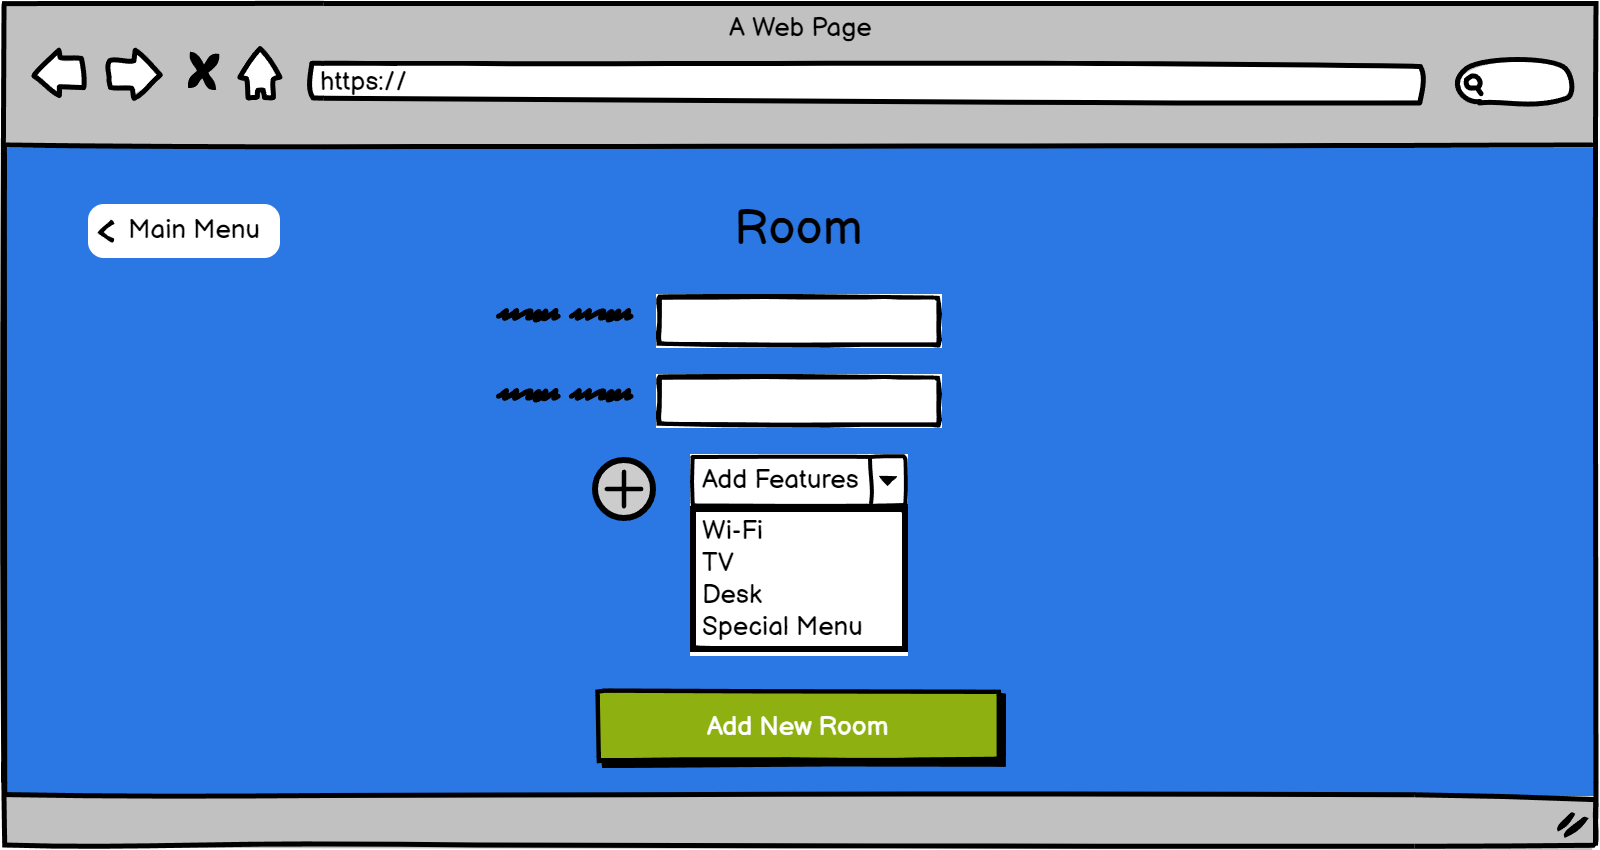 A Web Page
https://
Main Menu
Room
Add Features
Wi-Fi
TV
Desk
Special Menu
Add New Room